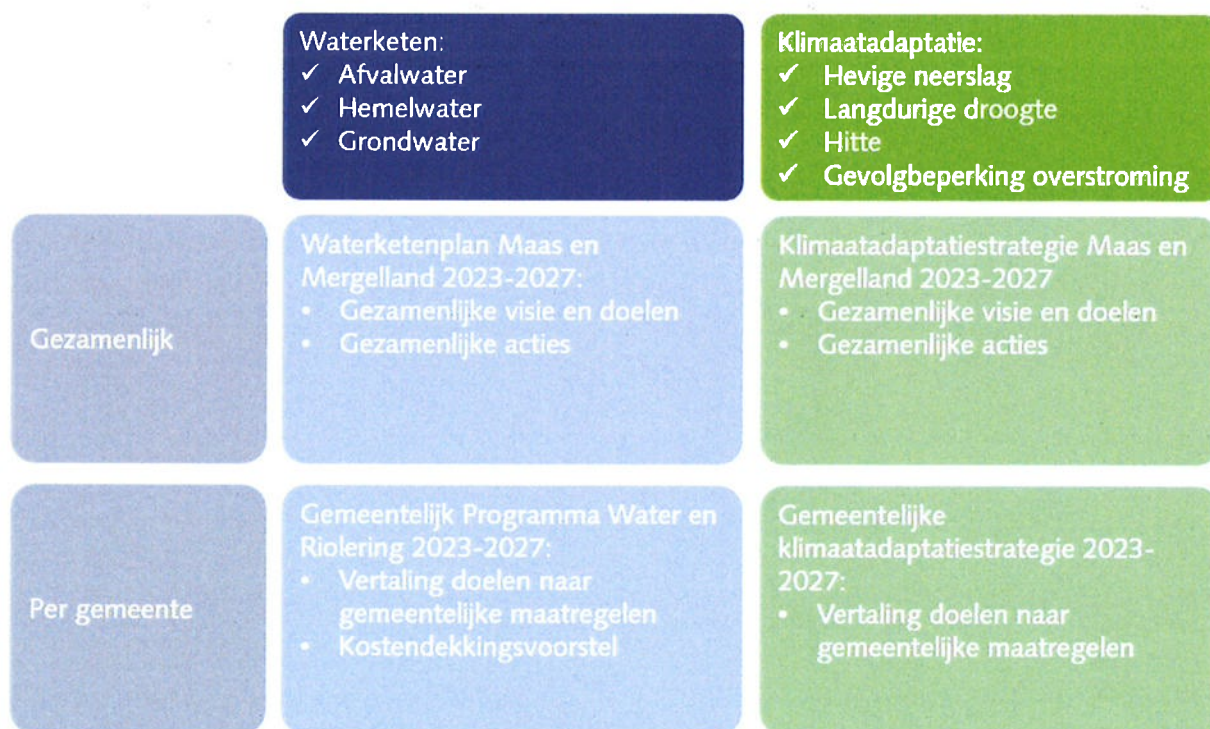 Waterketen:
✓ Afvalwater
✓ Hemelwater
✓ Grondwater
Klimaatadaptatie:
✓ Hevige neerslag
✓ Langdurige droogte
✓ Hitte
✓ Gevolgbeperking overstroming
Gezamenlijk
Waterketenplan Maas en
Mergelland 2023-2027:
• Gezamenlijke visie en doelen
• Gezamenlijke acties
Klimaatadaptatiestrategie Maas en
Mergelland 2023-2027
• Gezamenlijke visie en doelen
• Gezamenlijke acties
Per gemeente
Gemeentelijk Programma Water en
Riolering 2023-2027:
• Vertaling doelen naar
gemeentelijke maatregelen
• Kostendekkingsvoorstel
Gemeentelijke
klimaatadaptatiestrategie 2023-
2027:
• Vertaling doelen naar
gemeentelijke maatregelen